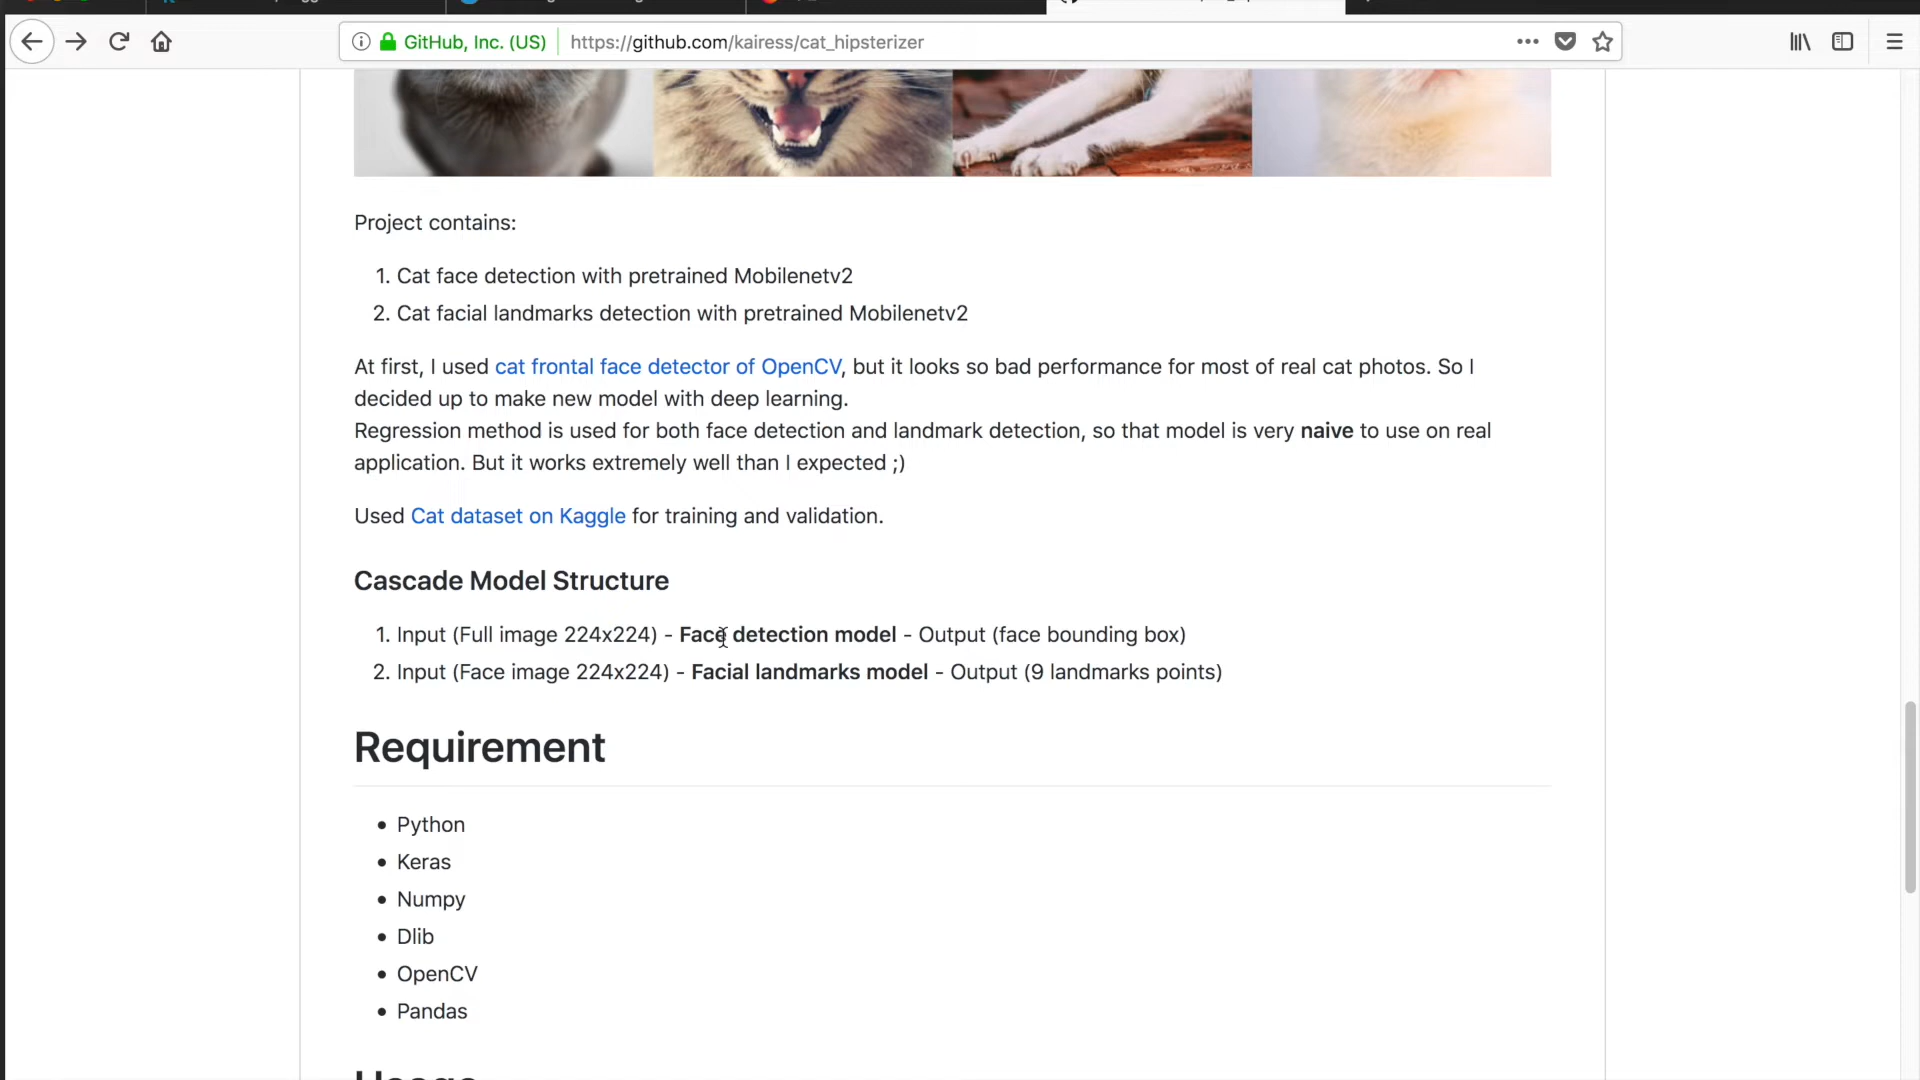 GitHub, Inc. (US) https://github.com/kairess/cat_hipsterizer
Project contains:
1. Cat face detection with pretrained Mobilenetv2
2. Cat facial landmarks detection with pretrained Mobilenetv2
At first, I used cat frontal face detector of OpenCV, but it looks so bad performance for most of real cat photos. So I
decided up to make new model with deep learning.
Regression method is used for both face detection and landmark detection, so that model is very naive to use on real
application. But it works extremely well than I expected ;)
Used Cat dataset on Kaggle for training and validation.
Cascade Model Structure
1. Input (Full image 224x224) - Face detection model - Output (face bounding box)
2. Input (Face image 224x224) - Facial landmarks model - Output (9 landmarks points)
Requirement
• Python
• Keras
• Numpy
• Dlib
• OpenCV
• Pandas